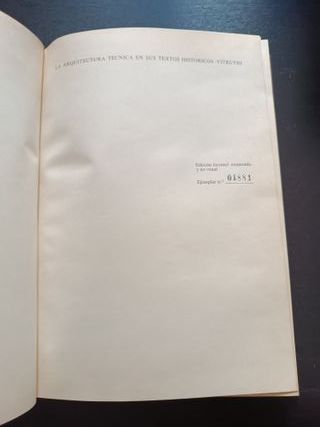 LA ARQUITECTURA TECNICA EN SUS TEXTOS HISTORICOS: VITRUVIO
Edición facsímil numerada
y no venal
Ejemplar n.º 04881